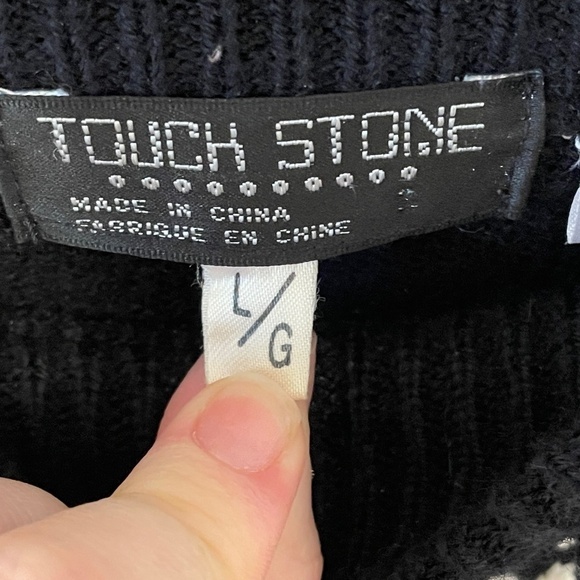 TOUCH STONE
MADE IN CHINA
FABRIQUE EN CHINE
L/G